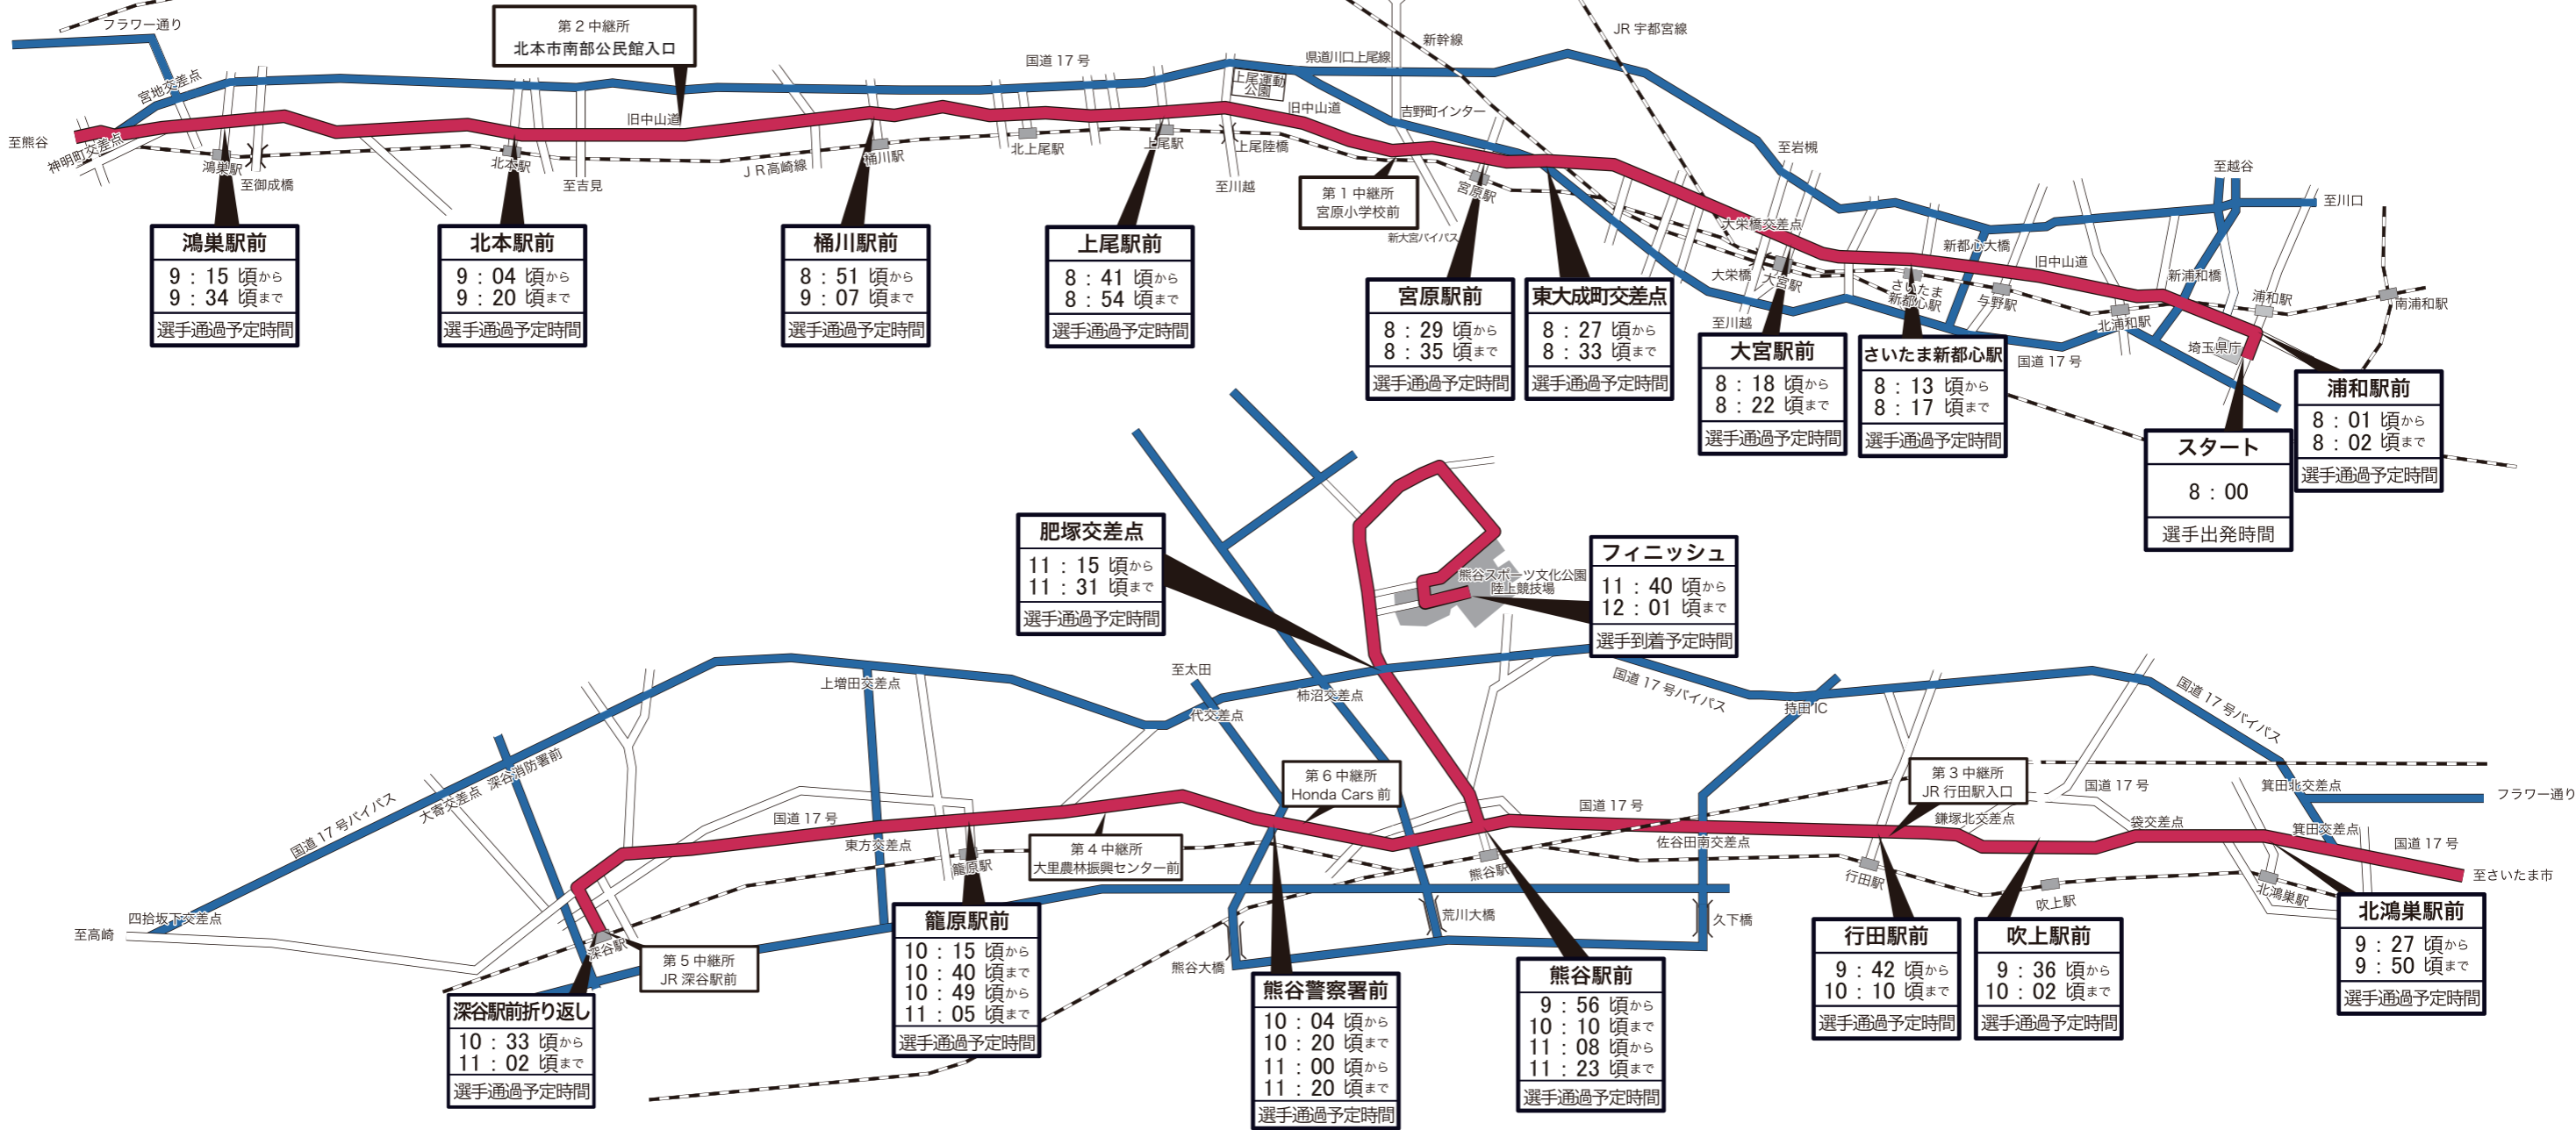 フラワー通り
宮地交差点
至熊谷
神明町交差点
鴻巣駅
至御成橋
第2中継所
北本市南部公民館入口
旧中山道
北本駅
至吉見
JR高崎線
桶川駅
国道17号
北上尾駅
上尾駅
上尾運動
公園
上尾陸橋
至川越
県道川口上尾線
旧中山道
吉野町インター
新幹線
JR宇都宮線
第1中継所
宮原小学校前
新大宮バイパス
宮原駅
至岩槻
大栄橋交差点
大栄橋
大宮駅
至川越
さいたま
新都心駅
新都心大橋
与野駅
旧中山道
北浦和駅
国道17号
新浦和橋
至越谷
至川口
浦和駅
南浦和駅
埼玉県庁
鴻巣駅前
9:15 頃から
9:34 頃まで
選手通過予定時間
北本駅前
9:04 頃から
9:20 頃まで
選手通過予定時間
桶川駅前
8:51 頃から
9:07 頃まで
選手通過予定時間
上尾駅前
8:41 頃から
8:54 頃まで
選手通過予定時間
宮原駅前
8:29 頃から
8:35 頃まで
選手通過予定時間
東大成町交差点
8:27 頃から
8:33 頃まで
選手通過予定時間
大宮駅前
8:18 頃から
8:22 頃まで
選手通過予定時間
さいたま新都心駅
8:13 頃から
8:17 頃まで
選手通過予定時間
浦和駅前
8:01 頃から
8:02 頃まで
選手通過予定時間
スタート
8:00
選手出発時間
肥塚交差点
11:15 頃から
11:31 頃まで
選手通過予定時間
フィニッシュ
11:40 頃から
12:01 頃まで
選手到着予定時間
熊谷スポーツ文化公園
陸上競技場
至太田
代交差点
柿沼交差点
上増田交差点
国道17号バイパス
持田IC
国道17号バイパス
深谷消防署前
大寄交差点
国道17号バイパス
四拾坂下交差点
至高崎
国道17号
東方交差点
籠原駅
第4中継所
大里農林振興センター前
第6中継所
Honda Cars前
国道17号
佐谷田南交差点
第3中継所
JR行田駅入口
鎌塚北交差点
国道17号
袋交差点
箕田北交差点
フラワー通り
箕田交差点
国道17号
至さいたま市
熊谷駅
行田駅
吹上駅
北鴻巣駅
深谷駅
第5中継所
JR深谷駅前
熊谷大橋
荒川大橋
久下橋
深谷駅前折り返し
10:33 頃から
11:02 頃まで
選手通過予定時間
籠原駅前
10:15 頃から
10:40 頃まで
10:49 頃から
11:05 頃まで
選手通過予定時間
熊谷警察署前
10:04 頃から
10:20 頃まで
11:00 頃から
11:20 頃まで
選手通過予定時間
熊谷駅前
9:56 頃から
10:10 頃まで
11:08 頃から
11:23 頃まで
選手通過予定時間
行田駅前
9:42 頃から
10:10 頃まで
選手通過予定時間
吹上駅前
9:36 頃から
10:02 頃まで
選手通過予定時間
北鴻巣駅前
9:27 頃から
9:50 頃まで
選手通過予定時間